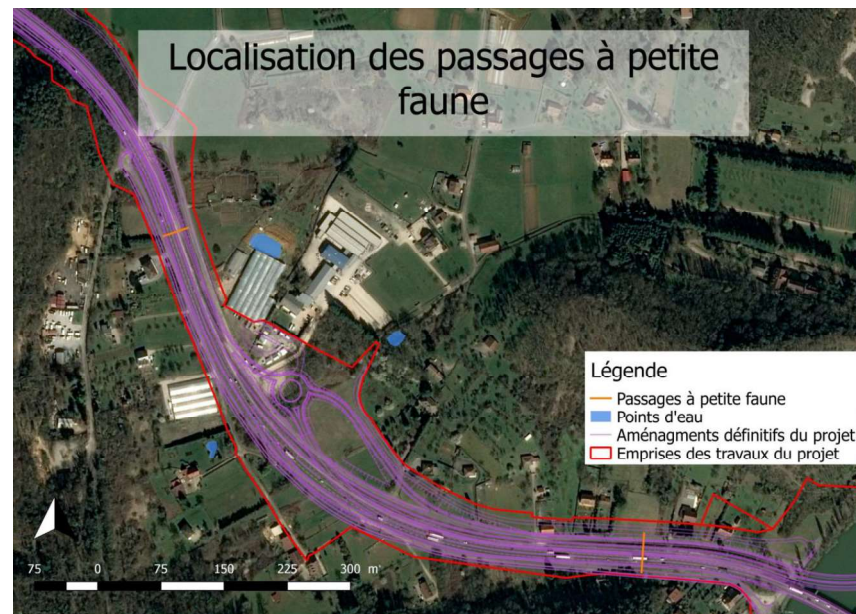 Localisation des passages à petite
faune
Légende
Passages à petite faune
Points d'eau
Aménagments définitifs du projet
Emprises des travaux du projet
75 0 75 150 225 300 m